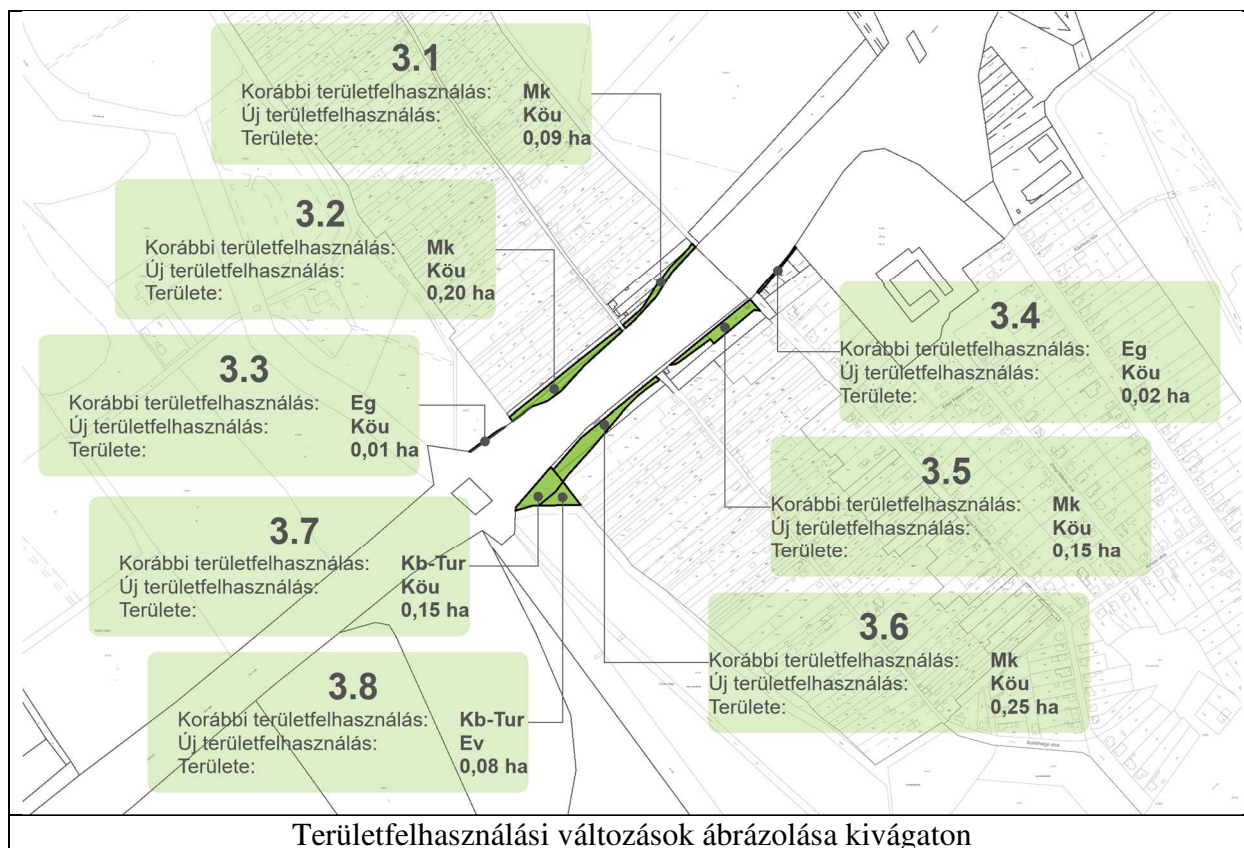 3.1
Korábbi területfelhasználás: Mk
Új területfelhasználás: Köu
Területe: 0,09 ha
3.2
Korábbi területfelhasználás: Mk
Új területfelhasználás: Köu
Területe: 0,20 ha
3.3
Korábbi területfelhasználás: Eg
Új területfelhasználás: Köu
Területe: 0,01 ha
3.4
Korábbi területfelhasználás: Eg
Új területfelhasználás: Köu
Területe: 0,02 ha
3.5
Korábbi területfelhasználás: Mk
Új területfelhasználás: Köu
Területe: 0,15 ha
3.7
Korábbi területfelhasználás: Kb-Tur
Új területfelhasználás: Köu
Területe: 0,15 ha
3.6
Korábbi területfelhasználás: Mk
Új területfelhasználás: Köu
Területe: 0,25 ha
3.8
Korábbi területfelhasználás: Kb-Tur
Új területfelhasználás: Ev
Területe: 0,08 ha
Területfelhasználási változások ábrázolása kivágaton